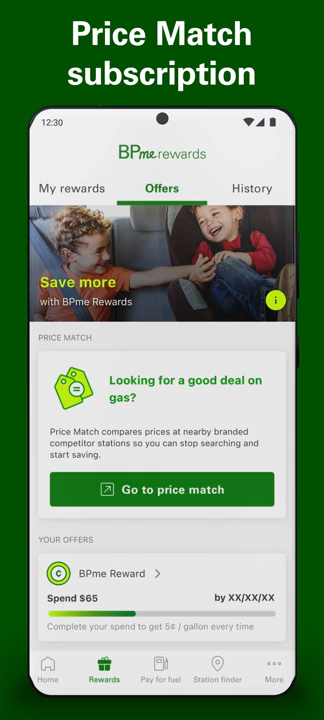 Price Match
subscription
12:30
BPme rewards
My rewards
Offers
History
Save more
with BPme Rewards
i
PRICE MATCH
Looking for a good deal on
gas?
Price Match compares prices at nearby branded
competitor stations so you can stop searching and
start saving.
Go to price match
YOUR OFFERS
¢
BPme Reward
Spend $65
by XX/XX/XX
Complete your spend to get 5¢ / gallon every time
Home
Rewards
Pay for fuel
Station finder
More